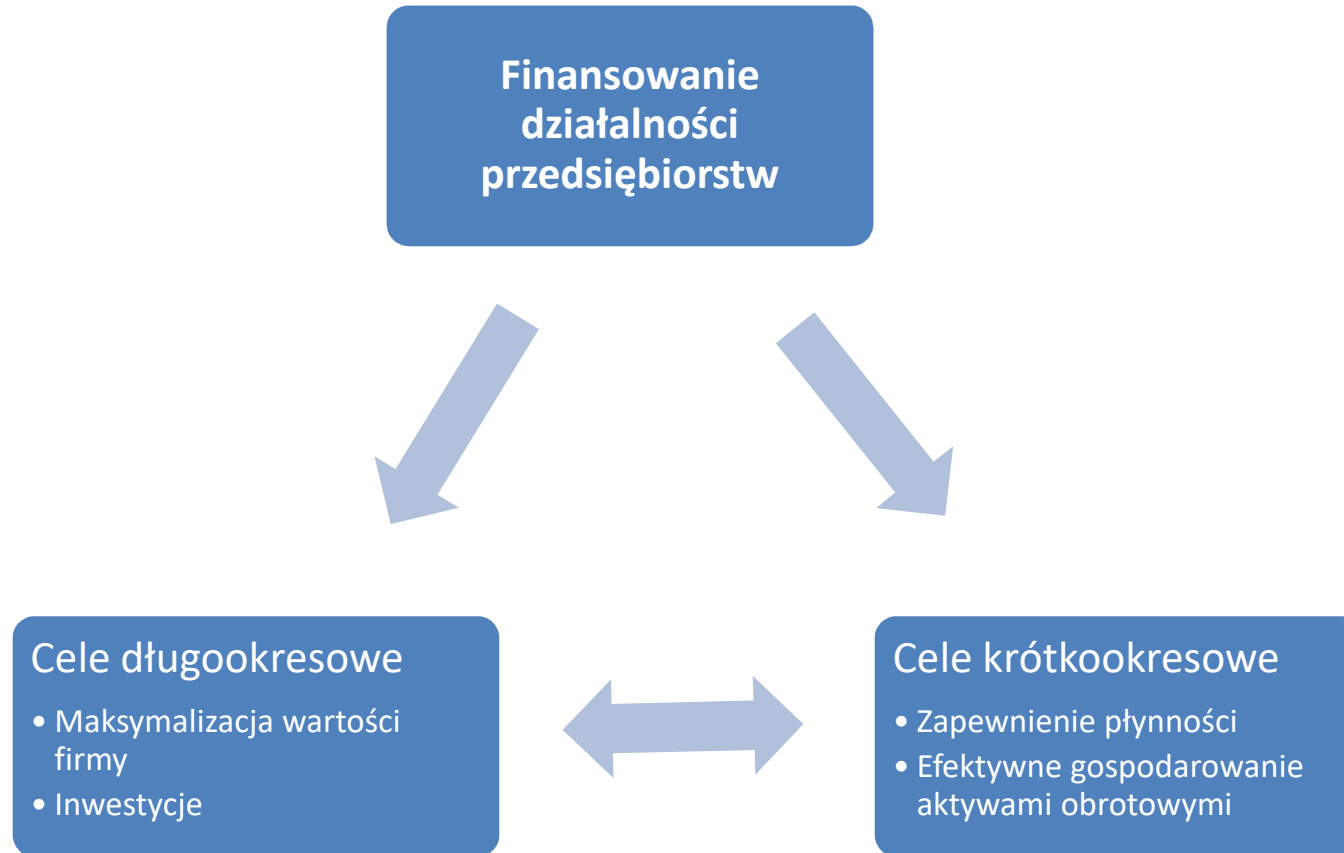 Finansowanie
działalności
przedsiębiorstw
Cele długookresowe
• Maksymalizacja wartości
firmy
• Inwestycje
Cele krótkookresowe
• Zapewnienie płynności
• Efektywne gospodarowanie
aktywami obrotowymi